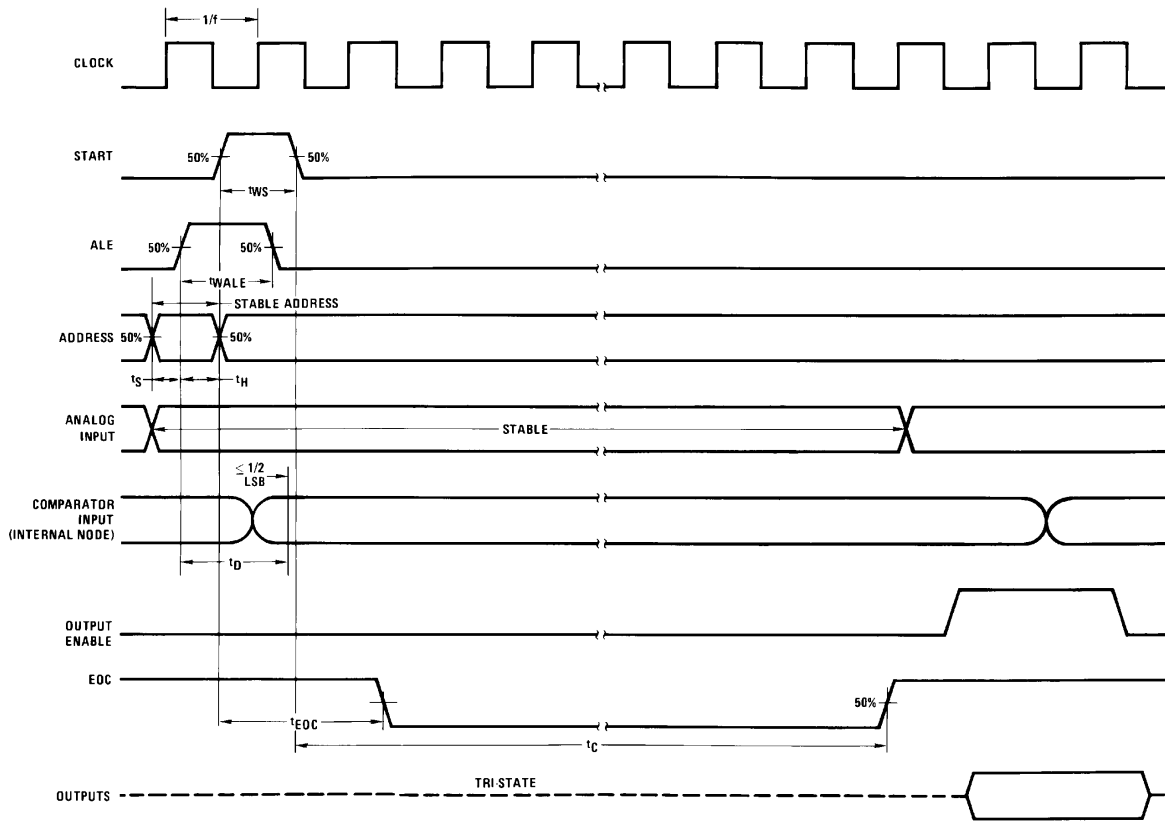 1/f
CLOCK
START
50%
50%
tWS
ALE
50%
50%
tWALE
STABLE ADDRESS
ADDRESS
50%
50%
tS
tH
ANALOG
INPUT
STABLE
≤ 1/2
LSB
COMPARATOR
INPUT
(INTERNAL NODE)
tD
OUTPUT
ENABLE
EOC
50%
tEOC
tC
TRI-STATE
OUTPUTS